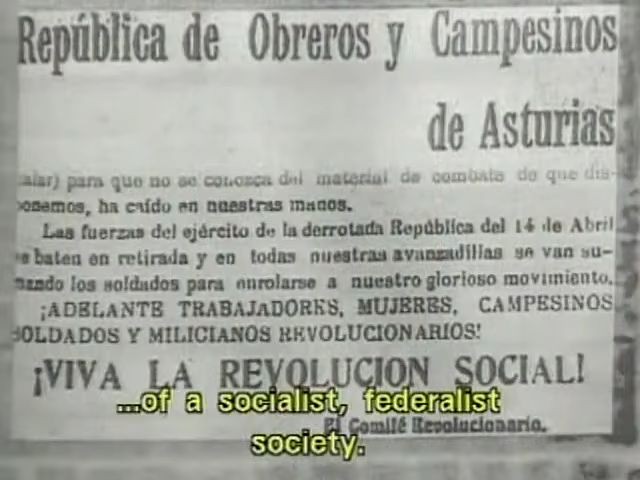 República de Obreros y Campesinos
de Asturias
para que no se conozca del material de combate de que dis-
ponemos, ha caído en nuestras manos.
Las fuerzas del ejército de la derrotada República del 14 de Abril
se baten en retirada y en todas nuestras avanzadillas se van su-
mando los soldados para enrolarse a nuestro glorioso movimiento.
¡ADELANTE TRABAJADORES, MUJERES, CAMPESINOS
SOLDADOS Y MILICIANOS REVOLUCIONARIOS!
¡VIVA LA REVOLUCION SOCIAL!
...of a socialist, federalist
El Comité Revolucionario.
society.